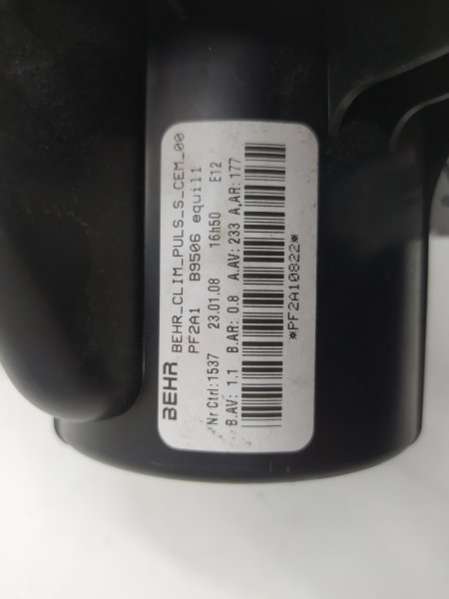 BEHR BEHR_CLIM_PULS_S_CEM_00
PF2A1 B9506 equi11
Nr Ctrl:1537 23.01.08 16h50 E12
B.AV: 1.1 B.AR: 0.8 A.AV: 233 A.AR: 177
*PF2A10822*